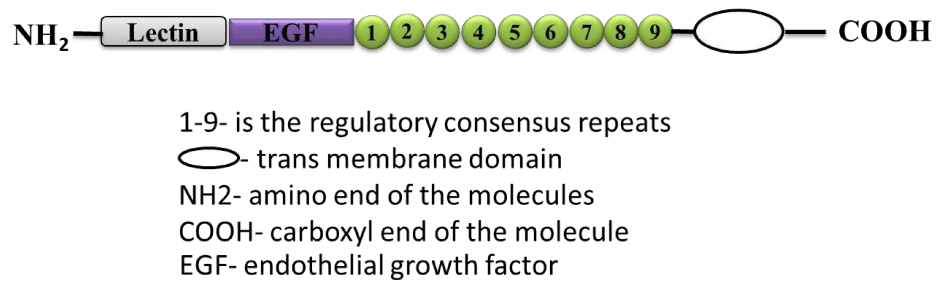 NH2 Lectin EGF 1 2 3 4 5 6 7 8 9 COOH
1-9- is the regulatory consensus repeats
- trans membrane domain
NH2- amino end of the molecules
COOH- carboxyl end of the molecule
EGF- endothelial growth factor